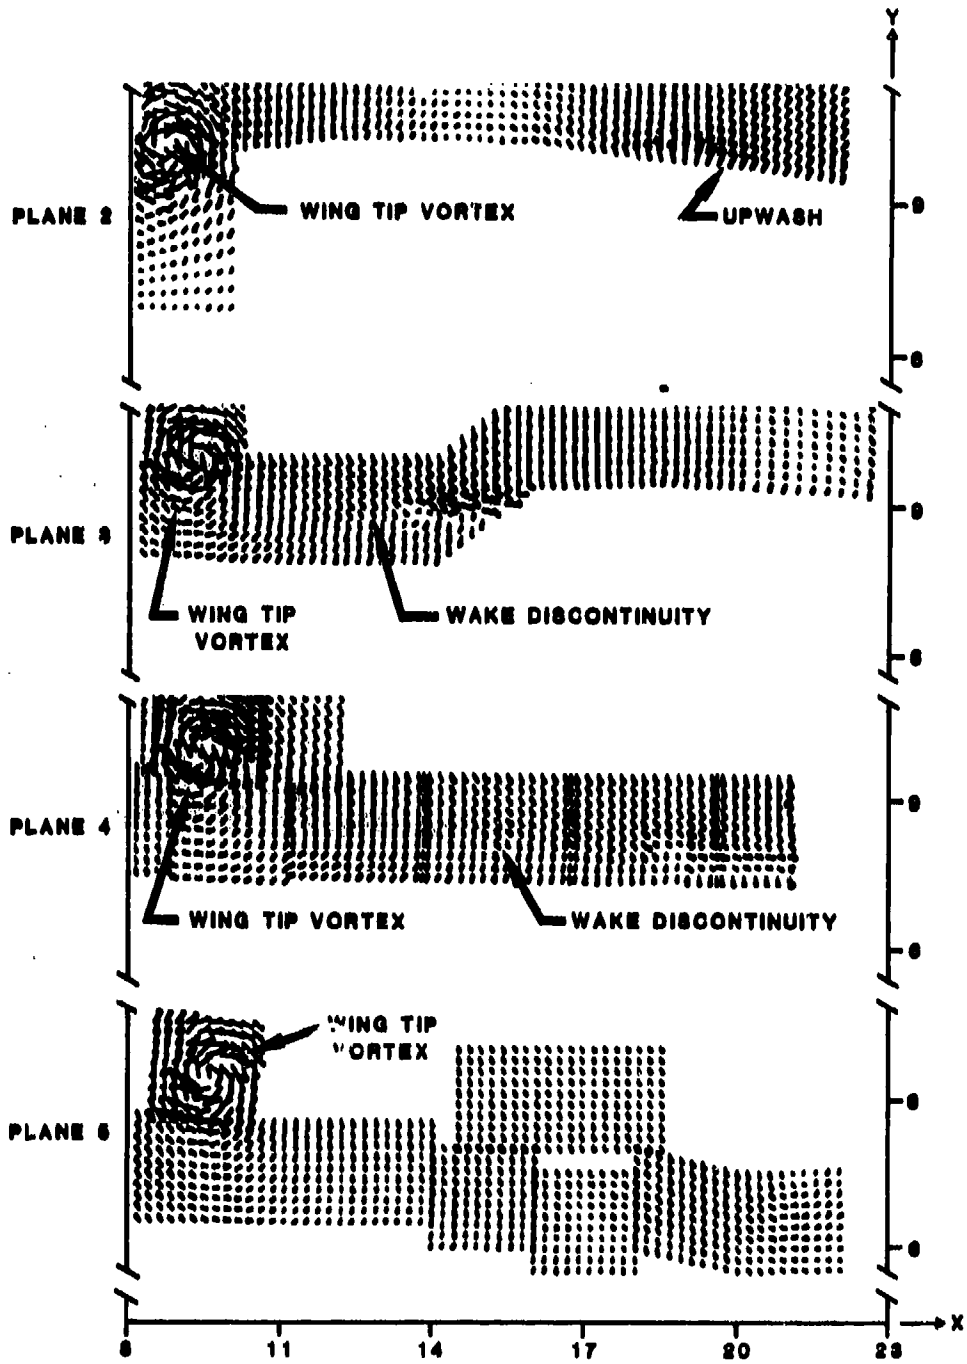 Y
PLANE 2
WING TIP VORTEX
UPWASH
9
6
PLANE 3
9
WING TIP
VORTEX
WAKE DISCONTINUITY
6
PLANE 4
9
WING TIP VORTEX
WAKE DISCONTINUITY
6
WING TIP
VORTEX
PLANE 5
9
6
8 11 14 17 20 23
X